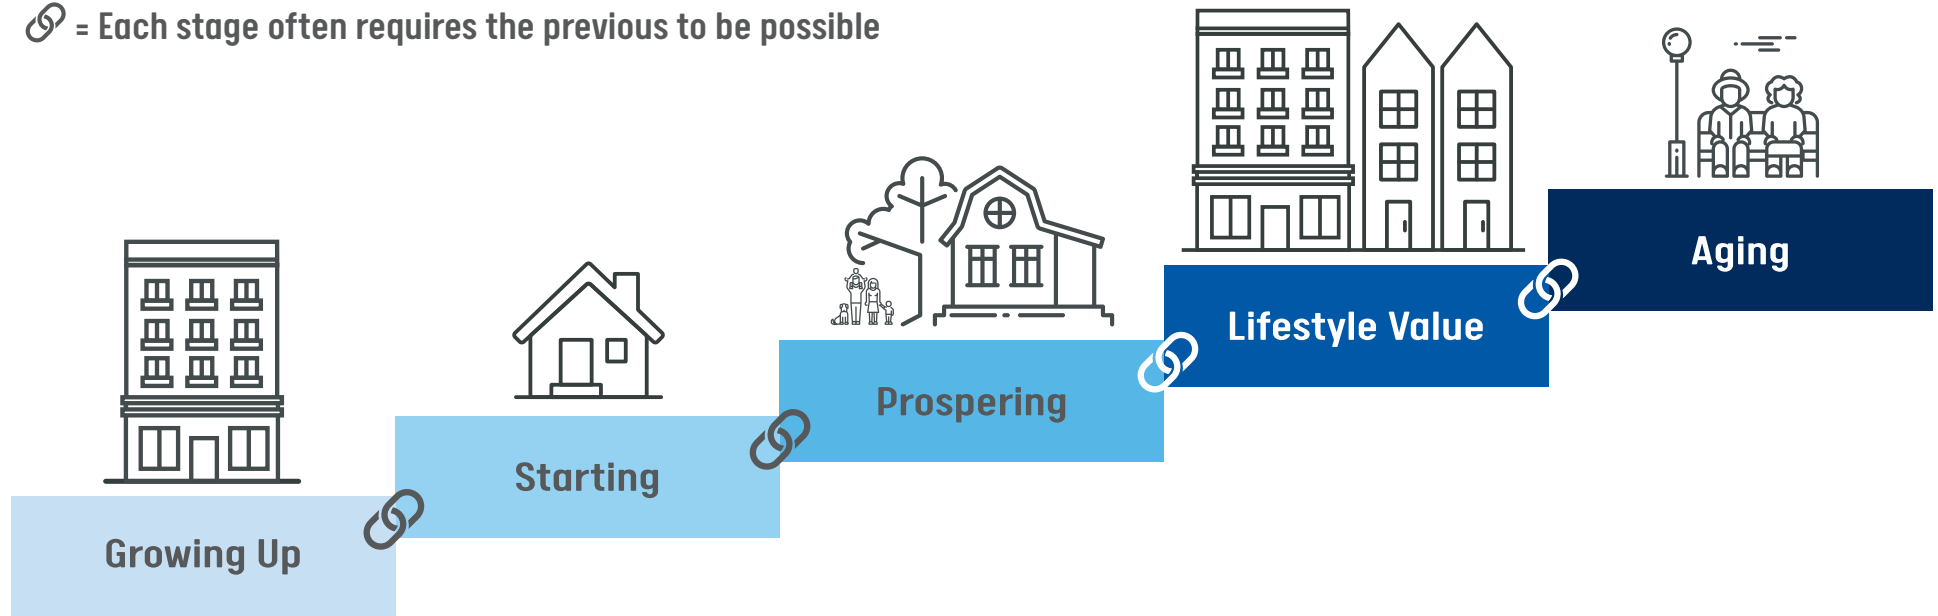 = Each stage often requires the previous to be possible
Growing Up
Starting
Prospering
Lifestyle Value
Aging